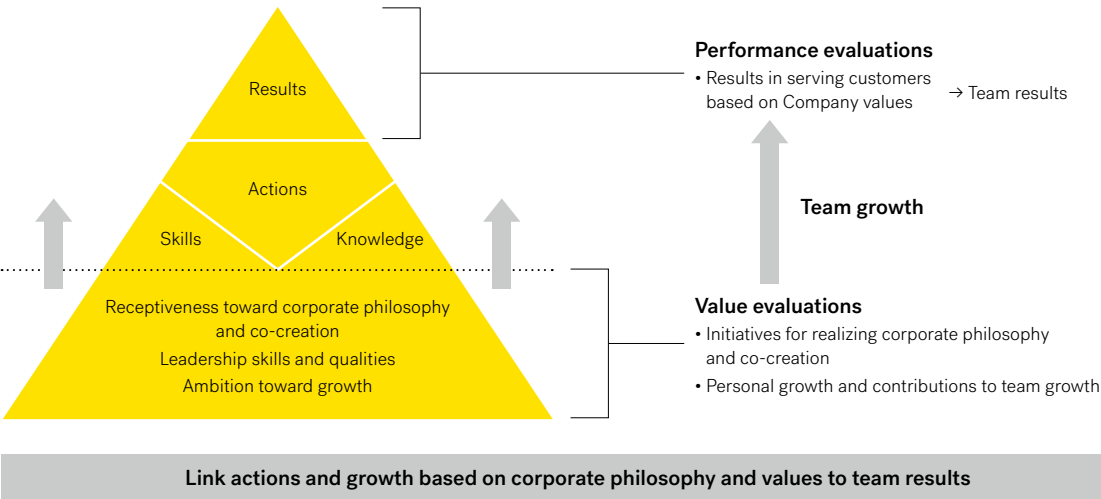 Results
Actions
Skills
Knowledge
Receptiveness toward corporate philosophy
and co-creation
Leadership skills and qualities
Ambition toward growth
Performance evaluations
• Results in serving customers
based on Company values
→ Team results
Team growth
Value evaluations
• Initiatives for realizing corporate philosophy
and co-creation
• Personal growth and contributions to team growth
Link actions and growth based on corporate philosophy and values to team results